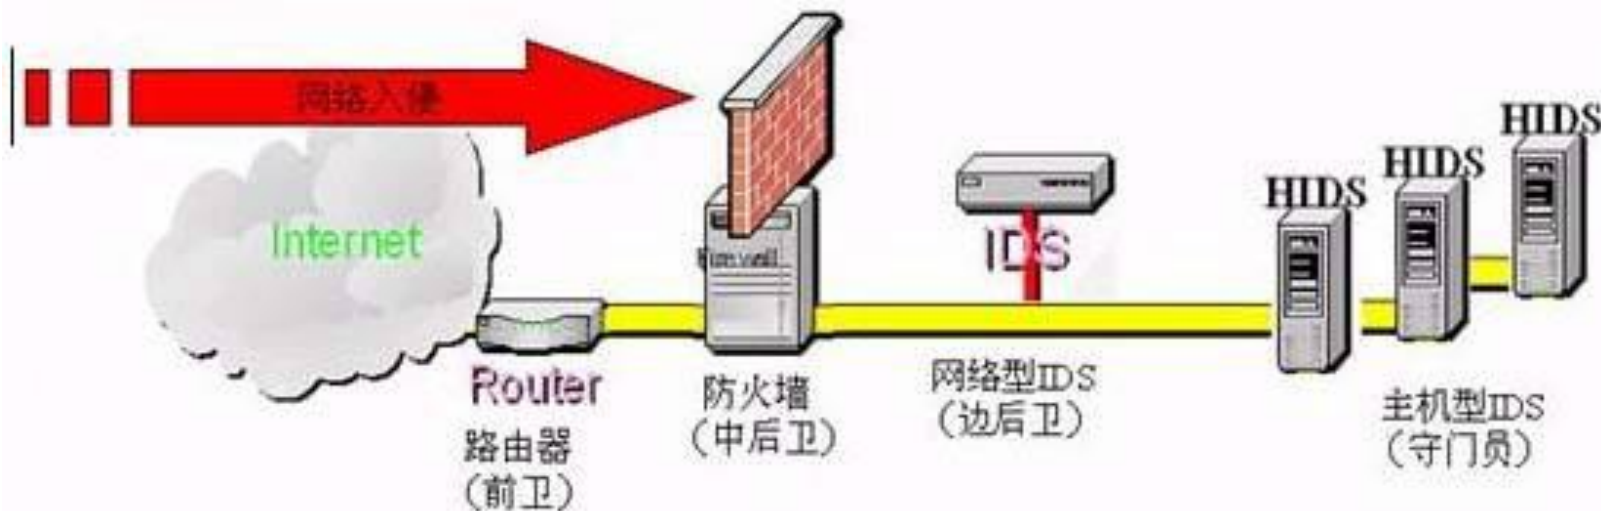 网络入侵
Internet
Router
路由器
（前卫）
Firewall
防火墙
（中后卫）
IDS
网络型IDS
（边后卫）
HIDS
HIDS
HIDS
主机型IDS
（守门员）